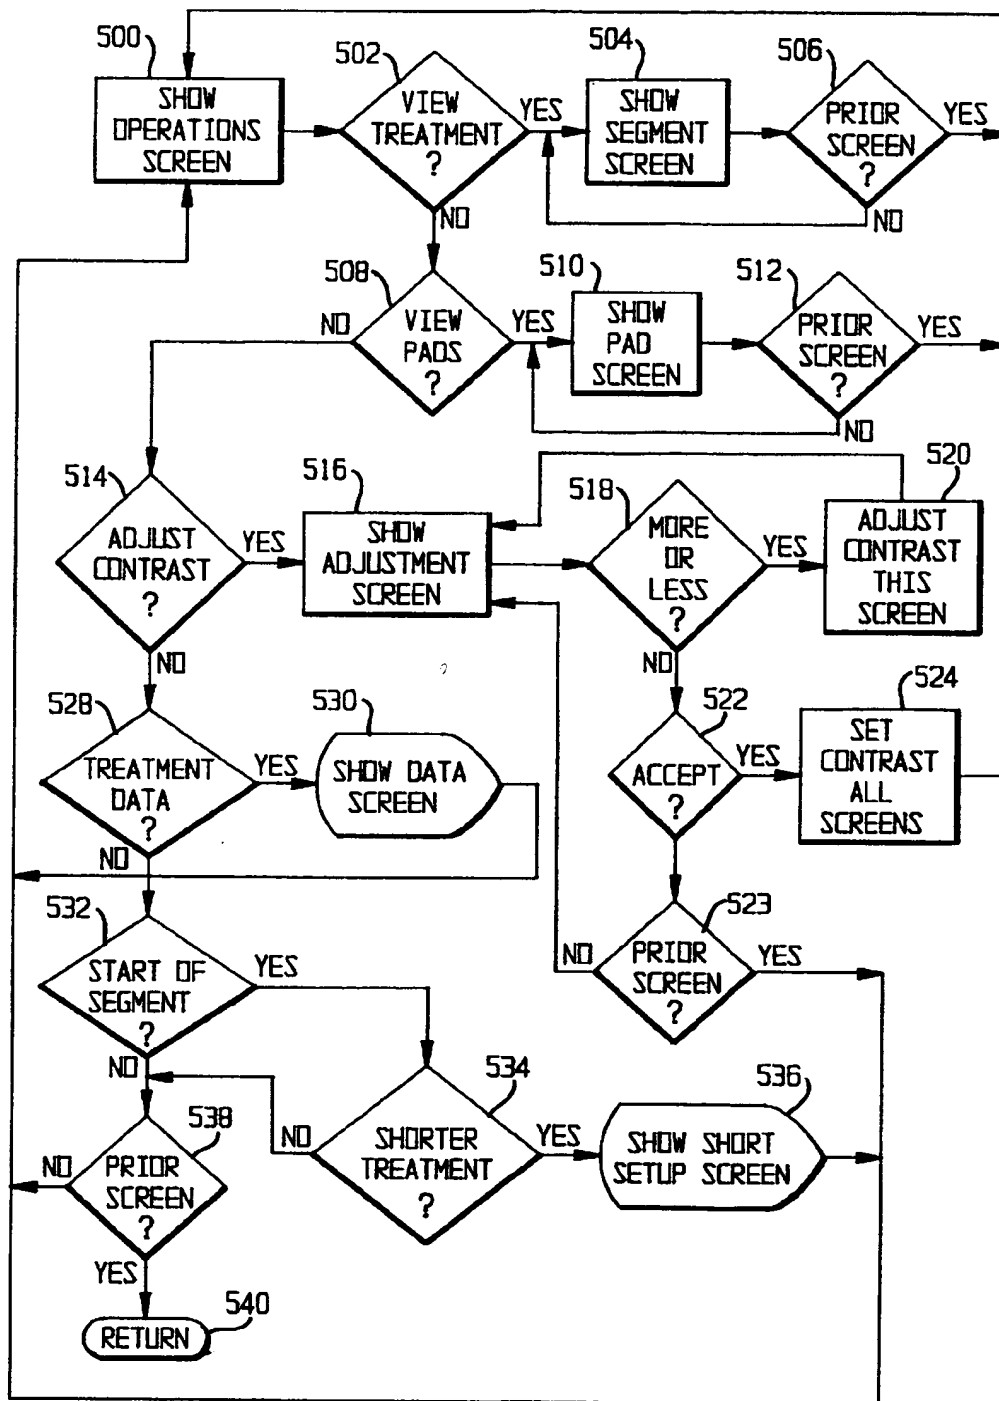 500
SHOW
OPERATIONS
SCREEN
502
VIEW
TREATMENT
?
YES
NO
504
SHOW
SEGMENT
SCREEN
506
PRIOR
SCREEN
?
YES
NO
508
VIEW
PADS
?
NO
YES
510
SHOW
PAD
SCREEN
512
PRIOR
SCREEN
?
YES
NO
514
ADJUST
CONTRAST
?
YES
NO
516
SHOW
ADJUSTMENT
SCREEN
518
MORE
OR
LESS
?
YES
NO
520
ADJUST
CONTRAST
THIS
SCREEN
522
ACCEPT
?
YES
524
SET
CONTRAST
ALL
SCREENS
523
PRIOR
SCREEN
?
NO
YES
528
TREATMENT
DATA
?
YES
NO
530
SHOW DATA
SCREEN
532
START OF
SEGMENT
?
YES
NO
534
SHORTER
TREATMENT
?
NO
YES
536
SHOW SHORT
SETUP SCREEN
538
PRIOR
SCREEN
?
NO
YES
540
RETURN